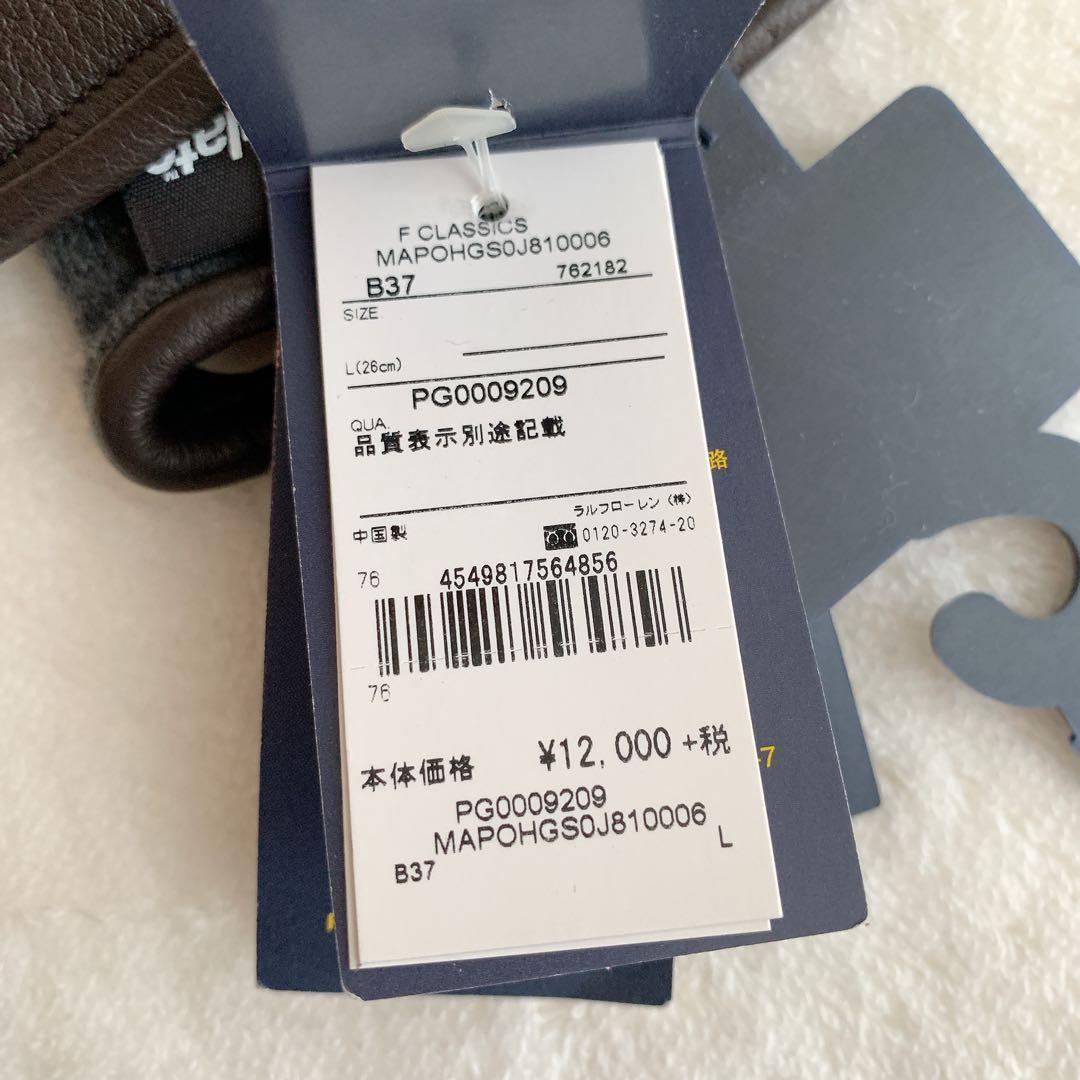 F CLASSICS
MAPOHGS0J810006
B37 762182
SIZE
L(26cm)
PG0009209
QUA.
品質表示別途記載
路
ラルフローレン(株)
中国製 0120-3274-20
76 4549817564856
76
本体価格 ¥12,000+税
-7
PG0009209
MAPOHGS0J810006
B37 L